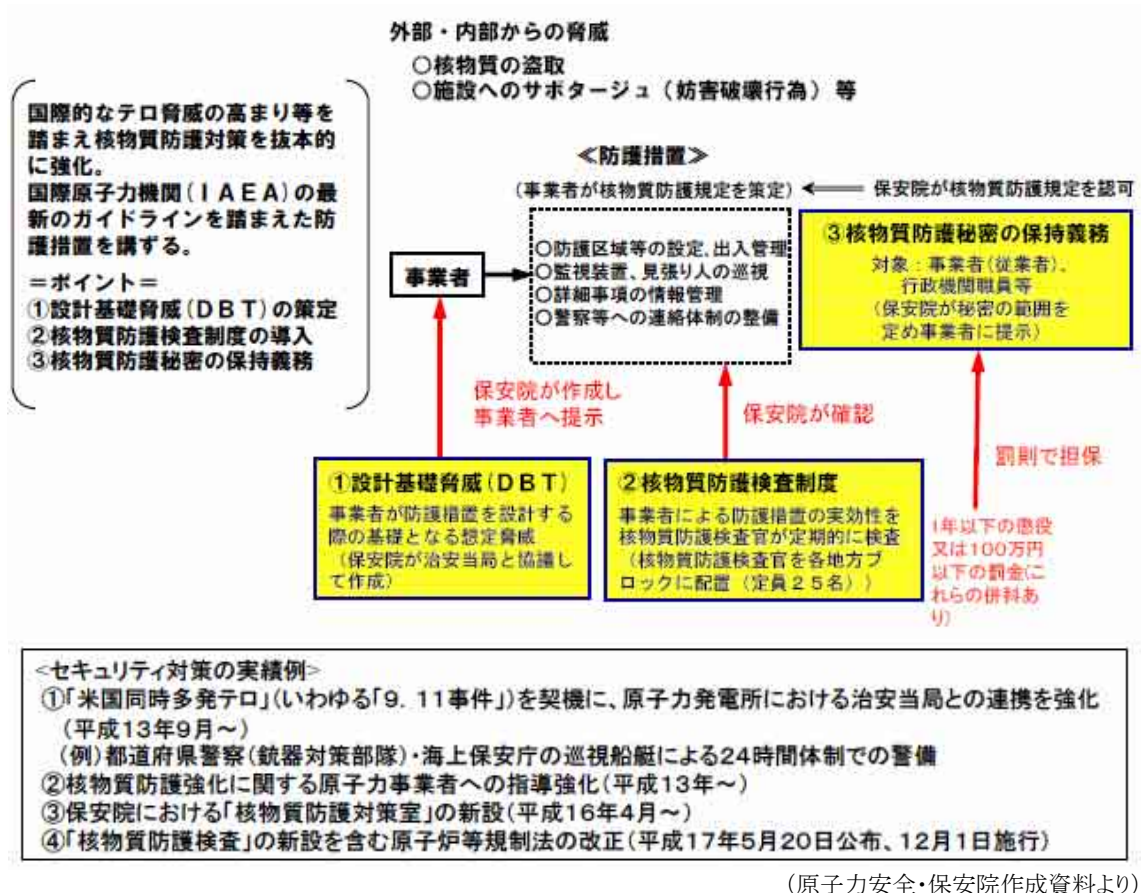 外部・内部からの脅威
○核物質の盗取
○施設へのサボタージュ（妨害破壊行為）等
国際的なテロ脅威の高まり等を
踏まえ核物質防護対策を抜本的
に強化。
国際原子力機関（ＩＡＥＡ）の最
新のガイドラインを踏まえた防
護措置を講ずる。
＝ポイント＝
①設計基礎脅威（ＤＢＴ）の策定
②核物質防護検査制度の導入
③核物質防護秘密の保持義務
≪防護措置≫
（事業者が核物質防護規定を策定）
保安院が核物質防護規定を認可
事業者
○防護区域等の設定、出入管理
○監視装置、見張り人の巡視
○詳細事項の情報管理
○警察等への連絡体制の整備
③核物質防護秘密の保持義務
対象：事業者（従業者）、
行政機関職員等
（保安院が秘密の範囲を
定め事業者に提示）
保安院が作成し
事業者へ提示
保安院が確認
罰則で担保
①設計基礎脅威（ＤＢＴ）
事業者が防護措置を設計する
際の基礎となる想定脅威
（保安院が治安当局と協議し
て作成）
②核物質防護検査制度
事業者による防護措置の実効性を
核物質防護検査官が定期的に検査
（核物質防護検査官を各地方ブ
ロックに配置（定員２５名））
1年以下の懲役
又は100万円
以下の罰金（こ
れらの併科あ
り）
<セキュリティ対策の実績例>
①「米国同時多発テロ」（いわゆる「9．11事件」）を契機に、原子力発電所における治安当局との連携を強化
（平成13年9月～）
（例）都道府県警察（銃器対策部隊）・海上保安庁の巡視船艇による24時間体制での警備
②核物質防護強化に関する原子力事業者への指導強化（平成13年～）
③保安院における「核物質防護対策室」の新設（平成16年4月～）
④「核物質防護検査」の新設を含む原子炉等規制法の改正（平成17年5月20日公布、12月1日施行）
（原子力安全・保安院作成資料より）